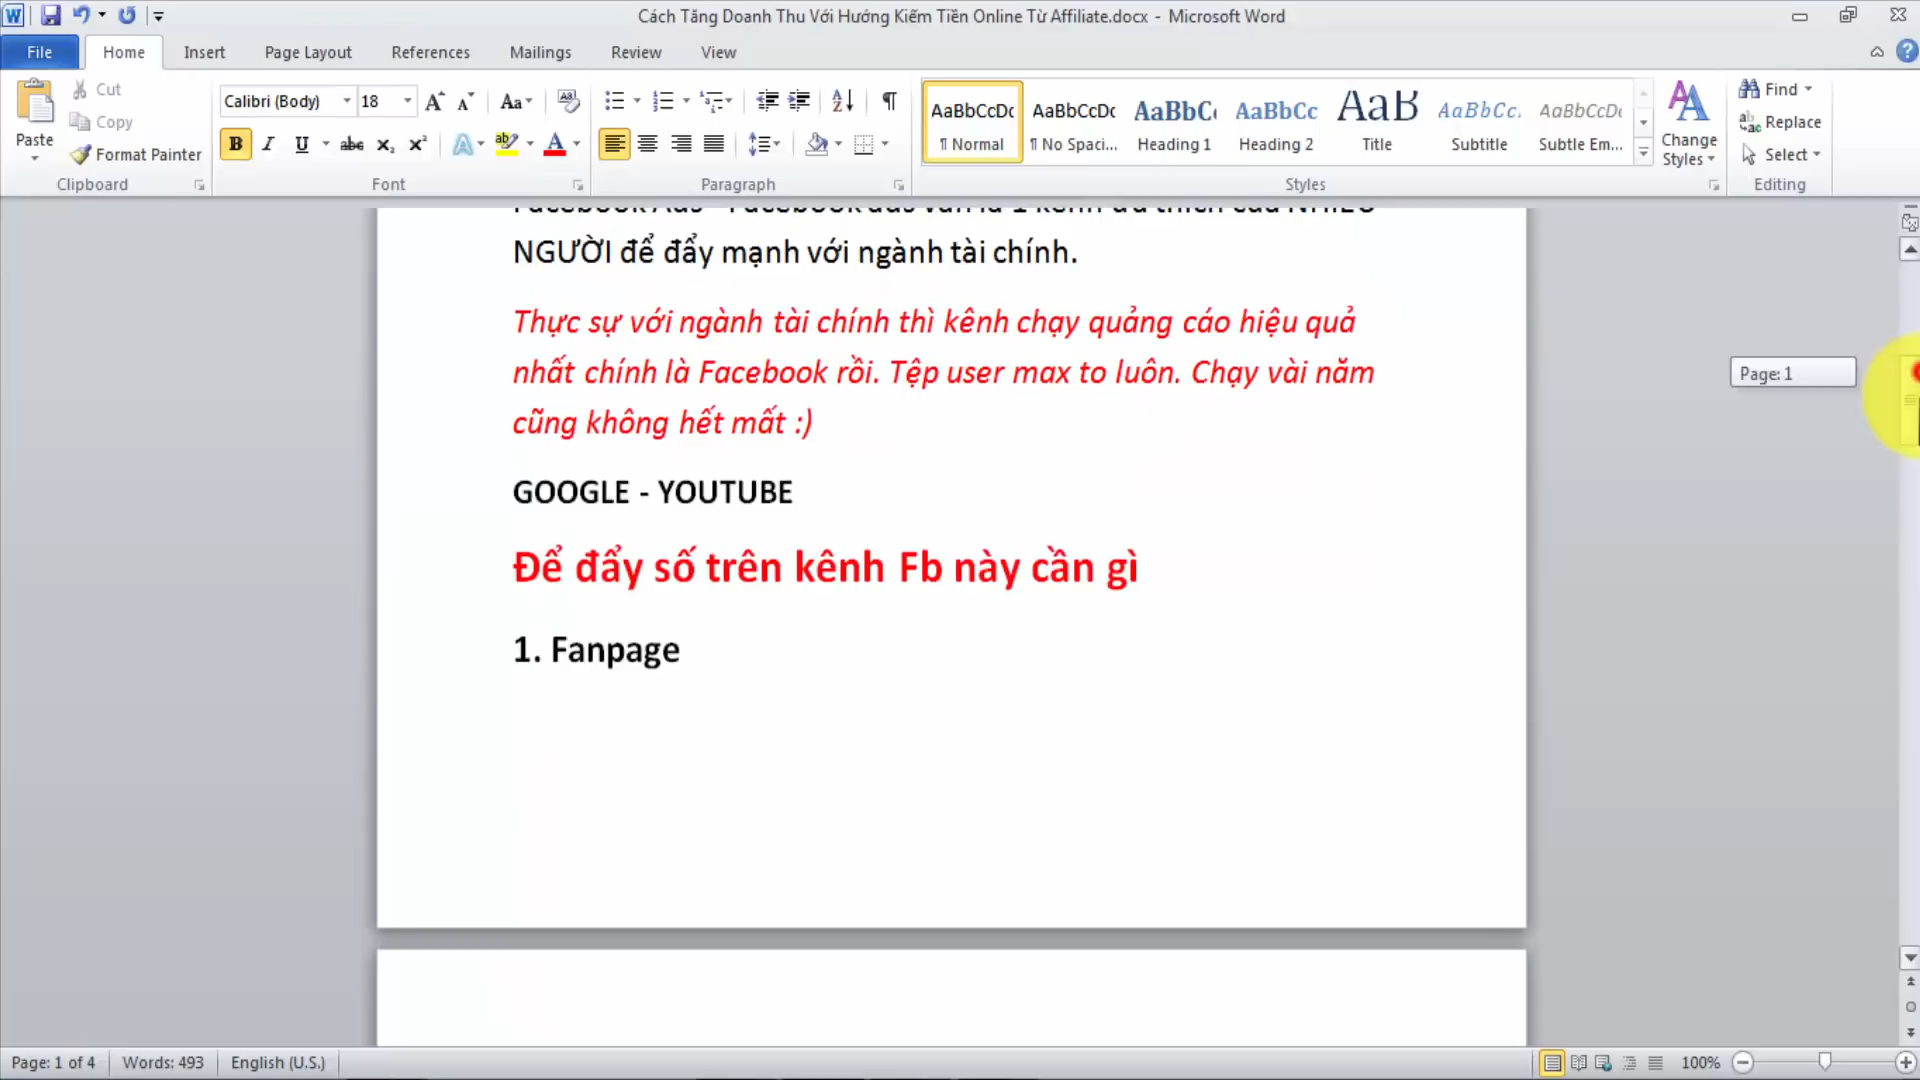 Cách Tăng Doanh Thu Với Hướng Kiếm Tiền Online Từ Affiliate.docx - Microsoft Word
File Home Insert Page Layout References Mailings Review View
Paste
Cut
Copy
Format Painter
Clipboard
Calibri (Body) 18
Font
Paragraph
AaBbCcDc AaBbCcDc AaBbC AaBbCc AaB AaBbCc. AaBbCcDc
¶ Normal ¶ No Spaci... Heading 1 Heading 2 Title Subtitle Subtle Em...
Change Styles
Styles
Find
Replace
Select
Editing
NGƯỜI để đẩy mạnh với ngành tài chính.
Thực sự với ngành tài chính thì kênh chạy quảng cáo hiệu quả
nhất chính là Facebook rồi. Tệp user max to luôn. Chạy vài năm
cũng không hết mất :)
Page: 1
GOOGLE - YOUTUBE
Để đẩy số trên kênh Fb này cần gì
1. Fanpage
Page: 1 of 4 Words: 493 English (U.S.) 100%